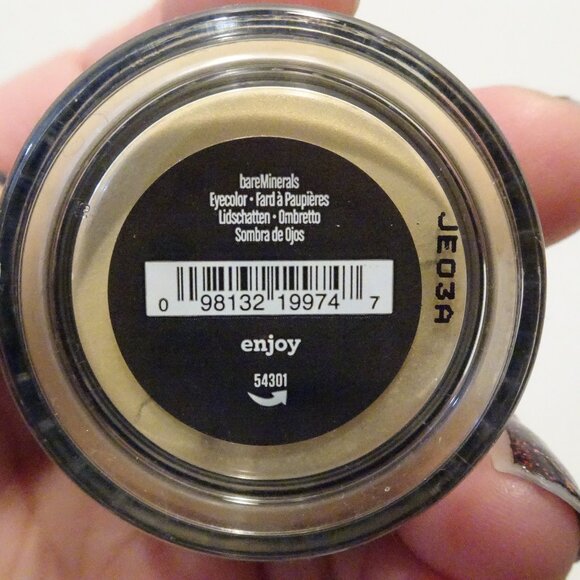 bareMinerals
Eyecolor · Fard à Paupières
Lidschatten · Ombretto
Sombra de Ojos
0 98132 19974 7
enjoy
54301
JE03A